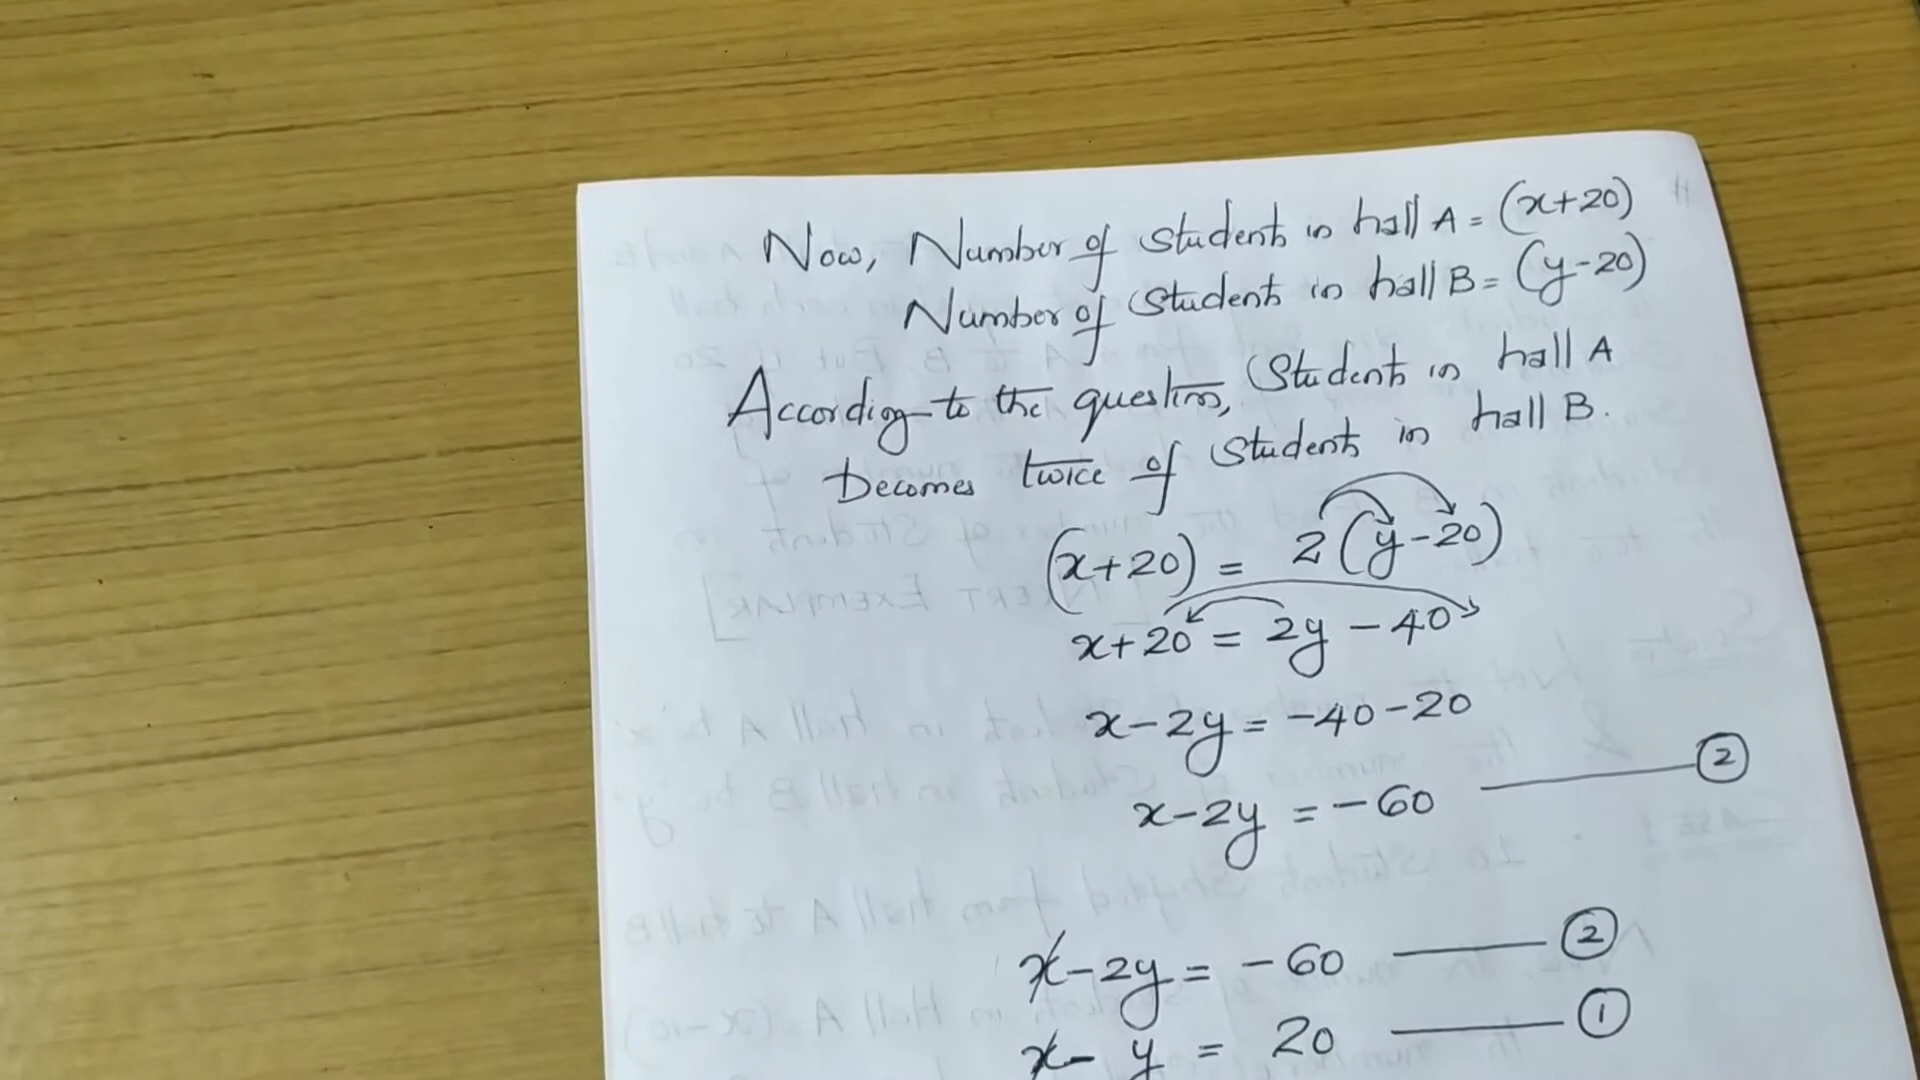 Now, Number of Students in hall A = (x+20)
Number of Students in hall B = (y-20)
According to the question, Students in hall A
becomes twice of Students in hall B.
(x+20) = 2(y-20)
x+20 = 2y - 40
x-2y = -40-20
x-2y = -60 ② 
x-2y = -60 ②
x- y = 20 ①